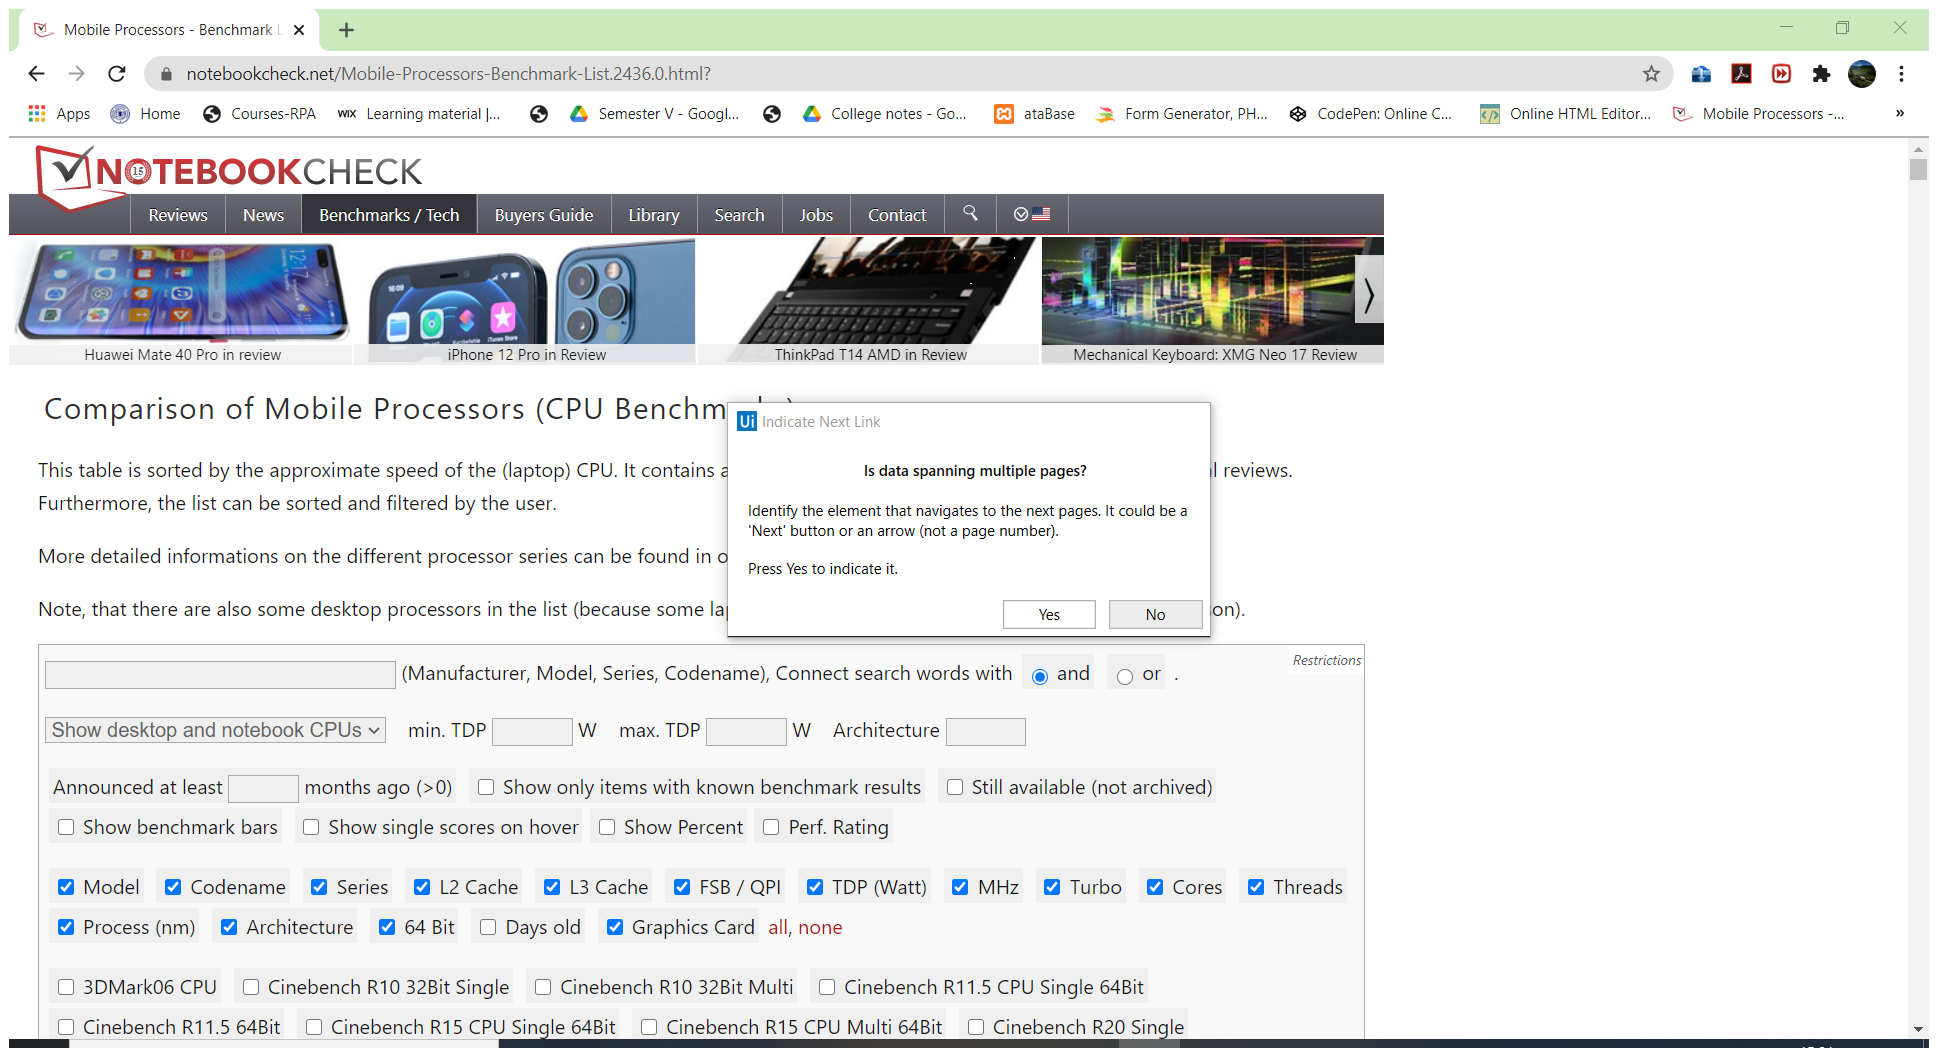 Mobile Processors - Benchmark L
notebookcheck.net/Mobile-Processors-Benchmark-List.2436.0.html?
Apps Home Courses-RPA WIX Learning material |... Semester V - Googl... College notes - Go... ataBase Form Generator, PH... CodePen: Online C... Online HTML Editor... Mobile Processors -... »
NOTEBOOKCHECK
15
Reviews News Benchmarks / Tech Buyers Guide Library Search Jobs Contact
12:17
16:09
Huawei Mate 40 Pro in review iPhone 12 Pro in Review ThinkPad T14 AMD in Review Mechanical Keyboard: XMG Neo 17 Review
Comparison of Mobile Processors (CPU Benchm
Ui Indicate Next Link
Is data spanning multiple pages?
Identify the element that navigates to the next pages. It could be a
'Next' button or an arrow (not a page number).
Press Yes to indicate it.
Yes No
This table is sorted by the approximate speed of the (laptop) CPU. It contains a l reviews.
Furthermore, the list can be sorted and filtered by the user.
More detailed informations on the different processor series can be found in o
Note, that there are also some desktop processors in the list (because some la on).
Restrictions
(Manufacturer, Model, Series, Codename), Connect search words with and or .
Show desktop and notebook CPUs min. TDP W max. TDP W Architecture
Announced at least months ago (>0) Show only items with known benchmark results Still available (not archived)
Show benchmark bars Show single scores on hover Show Percent Perf. Rating
Model Codename Series L2 Cache L3 Cache FSB / QPI TDP (Watt) MHz Turbo Cores Threads
Process (nm) Architecture 64 Bit Days old Graphics Card all, none
3DMark06 CPU Cinebench R10 32Bit Single Cinebench R10 32Bit Multi Cinebench R11.5 CPU Single 64Bit
Cinebench R11.5 64Bit Cinebench R15 CPU Single 64Bit Cinebench R15 CPU Multi 64Bit Cinebench R20 Single